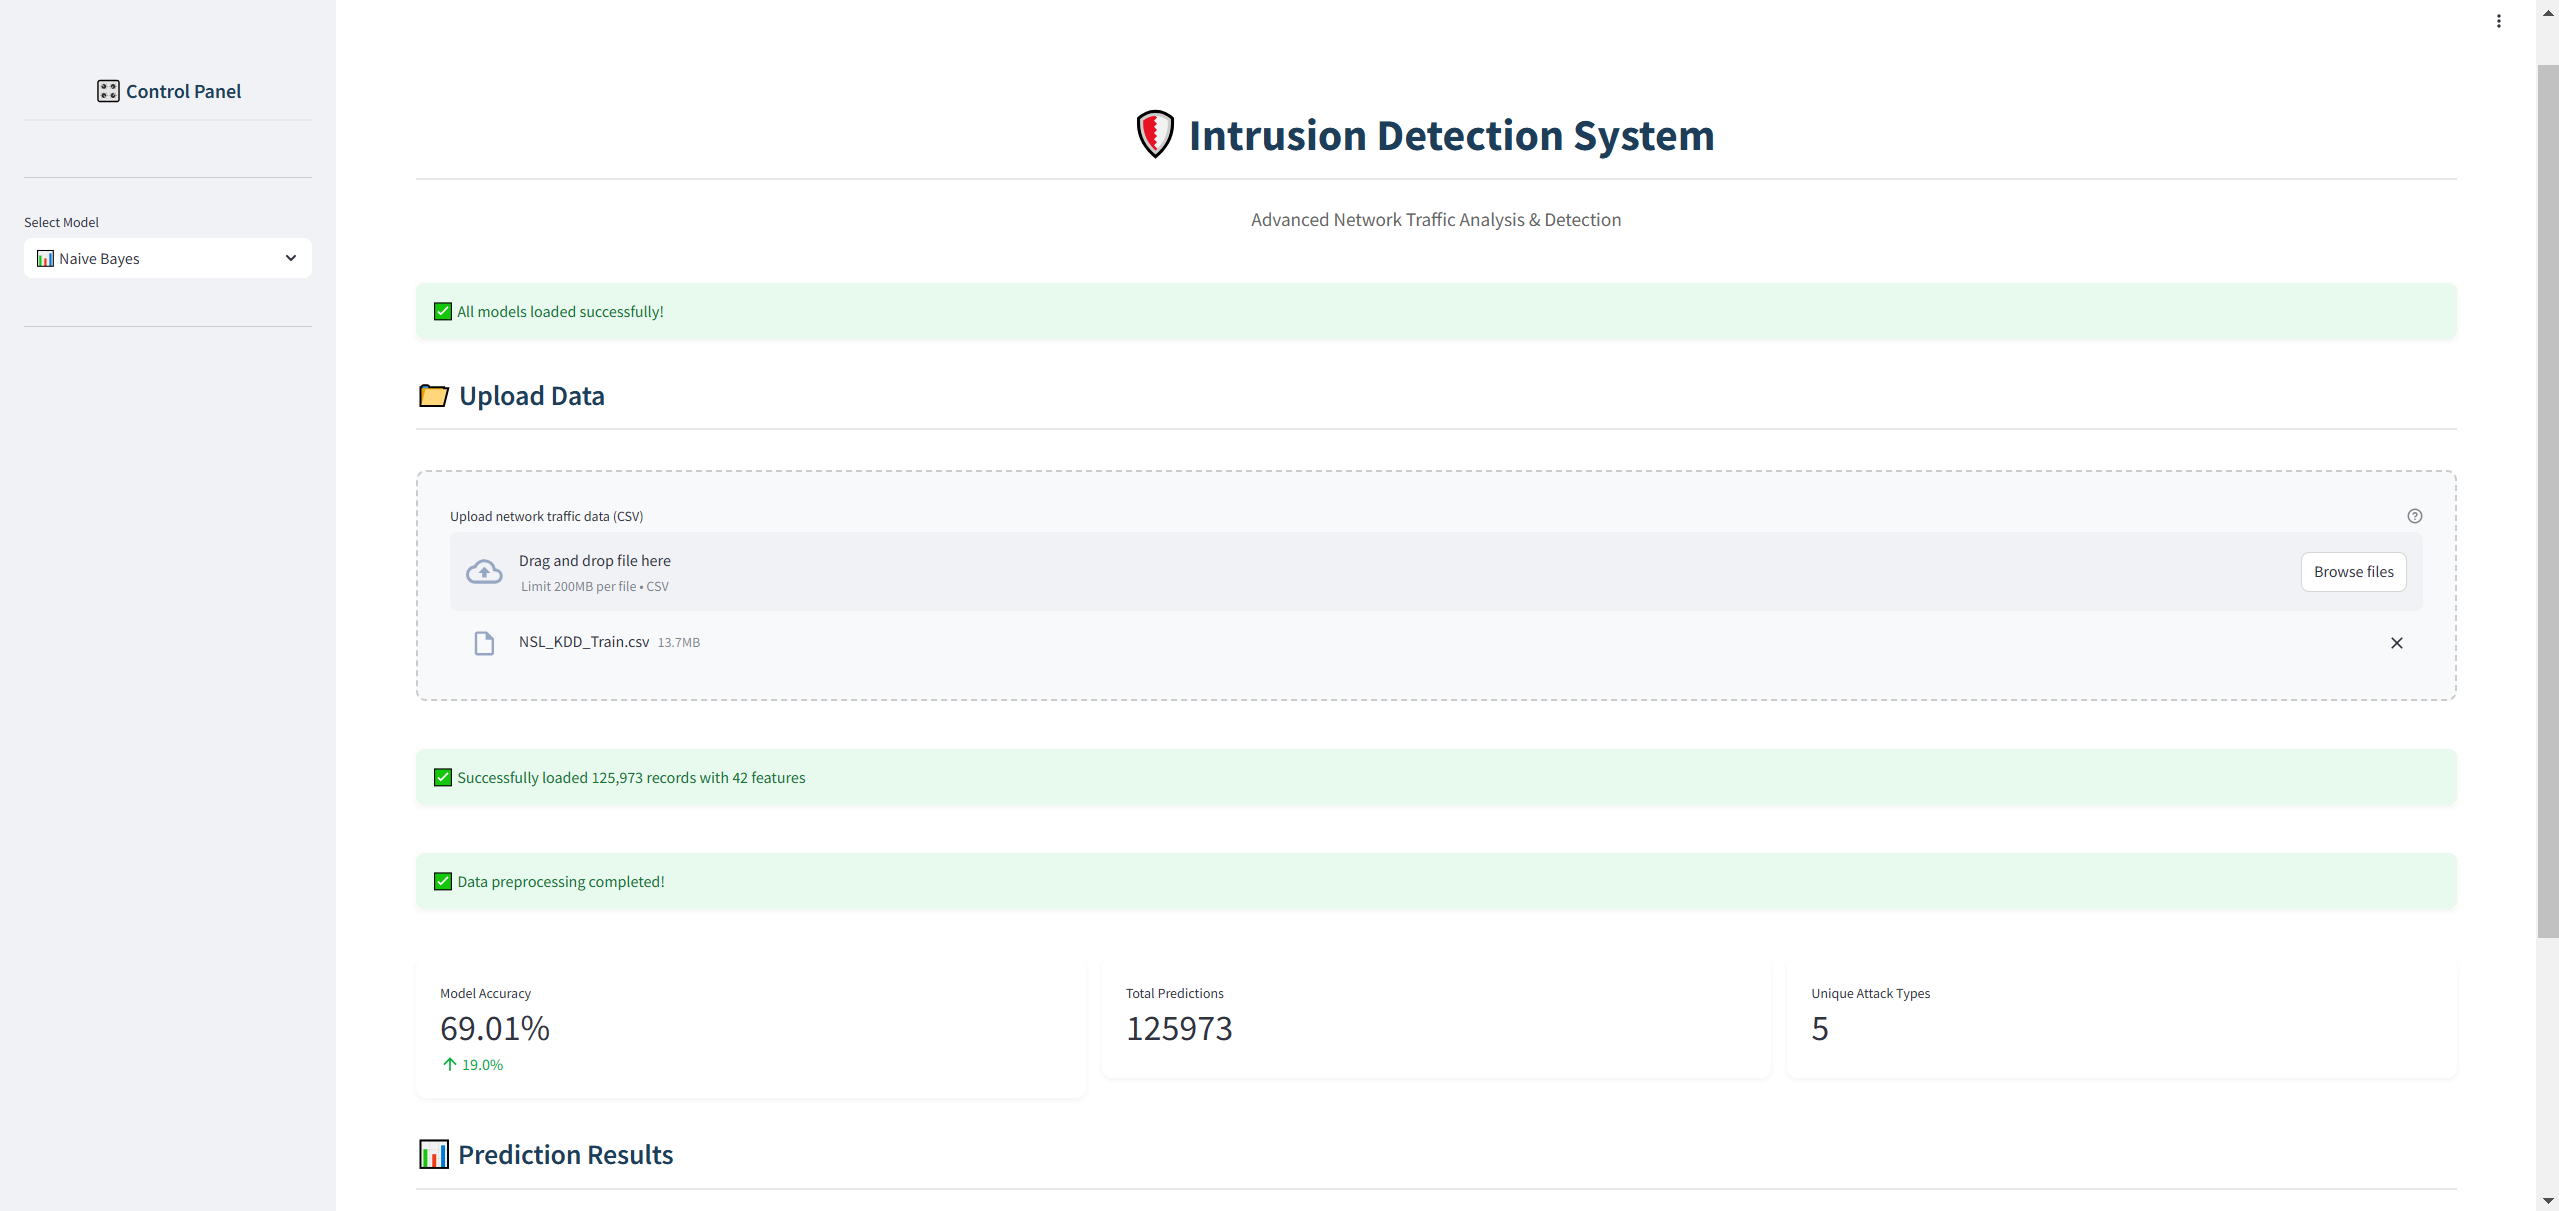 Control Panel
Select Model
Naive Bayes
Intrusion Detection System
Advanced Network Traffic Analysis & Detection
All models loaded successfully!
Upload Data
Upload network traffic data (CSV)
Drag and drop file here
Limit 200MB per file • CSV
Browse files
NSL_KDD_Train.csv 13.7MB
Successfully loaded 125,973 records with 42 features
Data preprocessing completed!
Model Accuracy
69.01%
19.0%
Total Predictions
125973
Unique Attack Types
5
Prediction Results